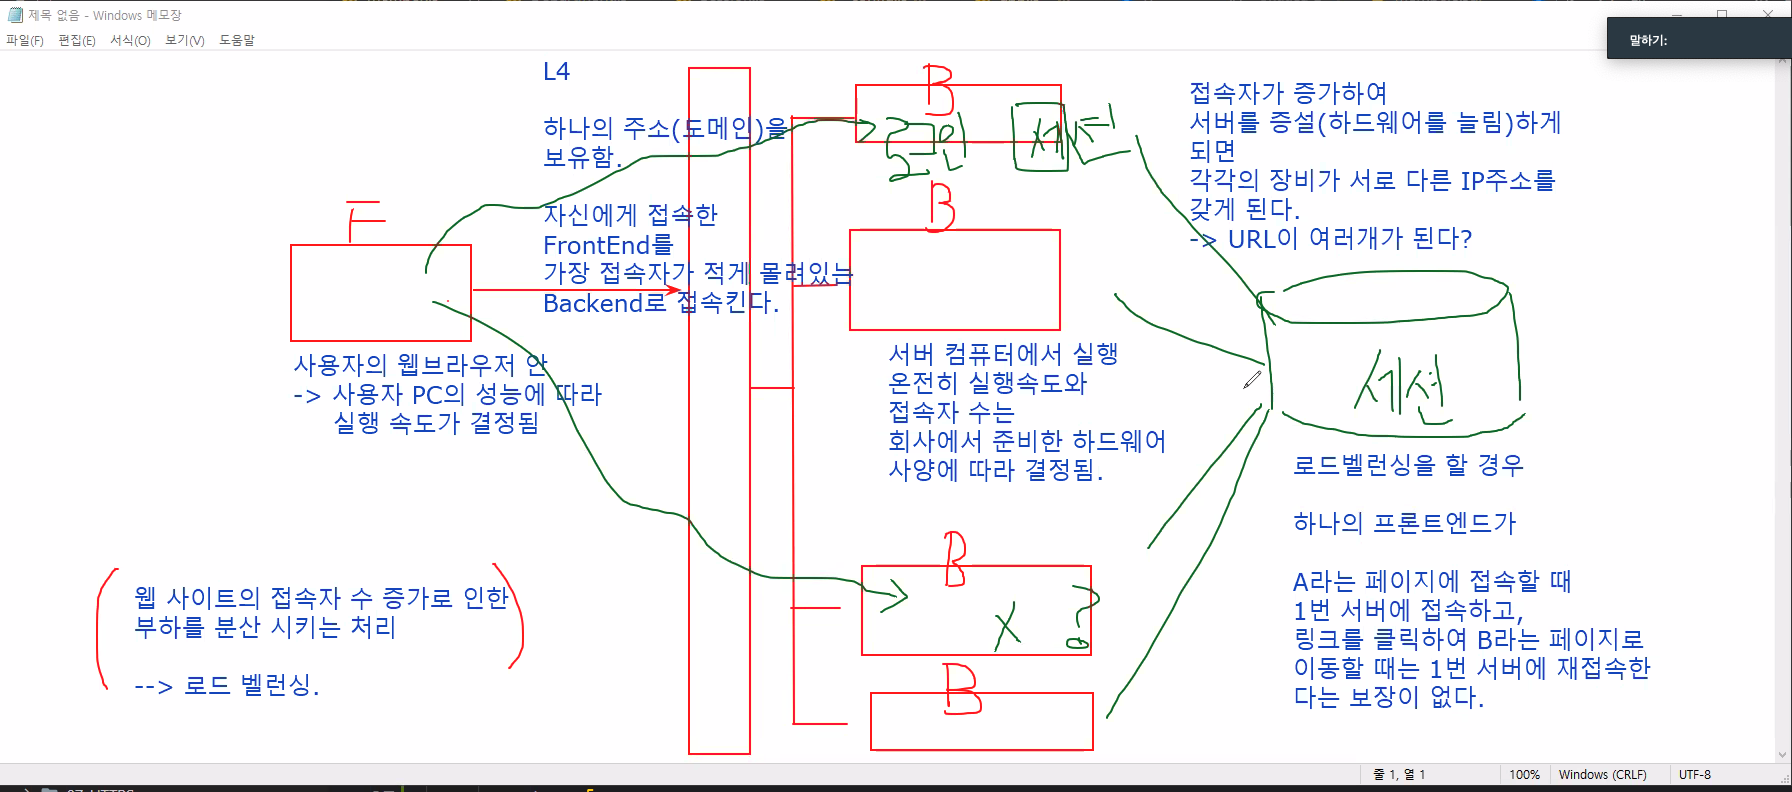 제목 없음 - Windows 메모장
파일(F) 편집(E) 서식(O) 보기(V) 도움말
말하기:
L4
하나의 주소(도메인)을
보유함.
자신에게 접속한
FrontEnd를
가장 접속자가 적게 몰려있는
Backend로 접속킨다.
F
사용자의 웹브라우저 안
-> 사용자 PC의 성능에 따라
실행 속도가 결정됨
웹 사이트의 접속자 수 증가로 인한
부하를 분산 시키는 처리
--> 로드 벨런싱.
B
로그인
세션
B
서버 컴퓨터에서 실행
온전히 실행속도와
접속자 수는
회사에서 준비한 하드웨어
사양에 따라 결정됨.
B
X ?
B
접속자가 증가하여
서버를 증설(하드웨어를 늘림)하게
되면
각각의 장비가 서로 다른 IP주소를
갖게 된다.
-> URL이 여러개가 된다?
세션
로드벨런싱을 할 경우
하나의 프론트엔드가
A라는 페이지에 접속할 때
1번 서버에 접속하고,
링크를 클릭하여 B라는 페이지로
이동할 때는 1번 서버에 재접속한
다는 보장이 없다.
줄 1, 열 1
100%
Windows (CRLF)
UTF-8